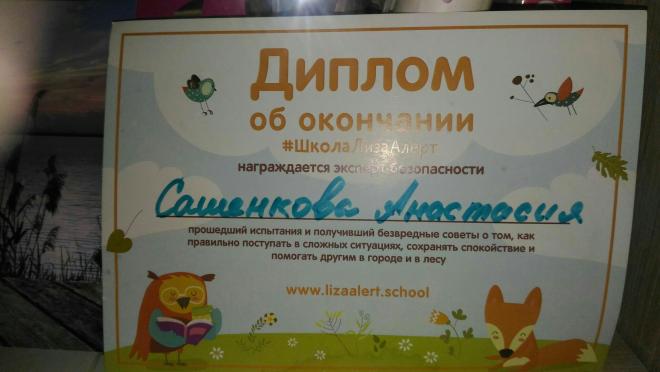 Диплом
об окончании
#ШколаЛизаАлерт
награждается эксперт безопасности
Сашенкова Анастасия
прошедший испытания и получивший безвредные советы о том, как
правильно поступать в сложных ситуациях, сохранять спокойствие и
помогать другим в городе и в лесу
www.lizaalert.school